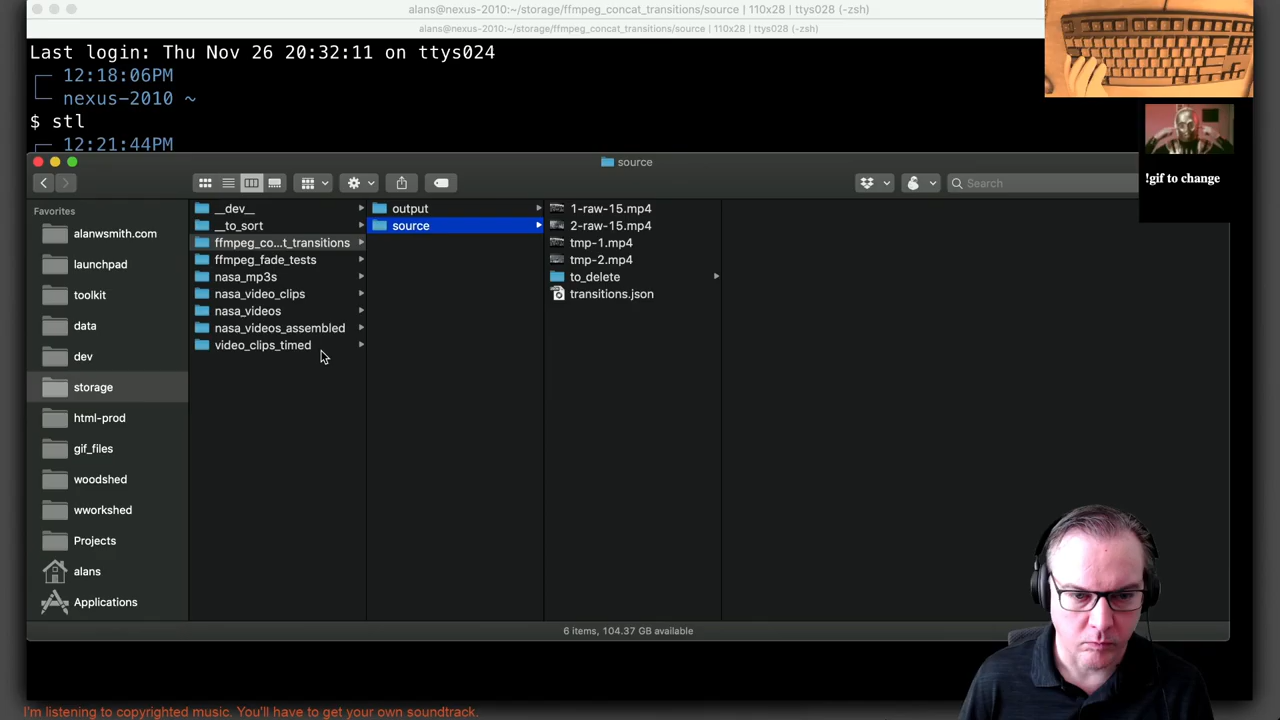 alans@nexus-2010:~/storage/ffmpeg_concat_transitions/source | 110x28 | ttys028 (-zsh)
alans@nexus-2010:~/storage/ffmpeg_concat_transitions/source | 110x28 | ttys028 (-zsh)
Last login: Thu Nov 26 20:32:11 on ttys024
12:18:06PM
nexus-2010 ~
$ stl
12:21:44PM
!gif to change
source
Search
Favorites
alanwsmith.com
launchpad
toolkit
data
dev
storage
html-prod
gif_files
woodshed
wworkshed
Projects
alans
Applications
__dev__
__to_sort
ffmpeg_co...t_transitions
ffmpeg_fade_tests
nasa_mp3s
nasa_video_clips
nasa_videos
nasa_videos_assembled
video_clips_timed
output
source
1-raw-15.mp4
2-raw-15.mp4
tmp-1.mp4
tmp-2.mp4
to_delete
transitions.json
6 items, 104.37 GB available
I'm listening to copyrighted music. You'll have to get your own soundtrack.